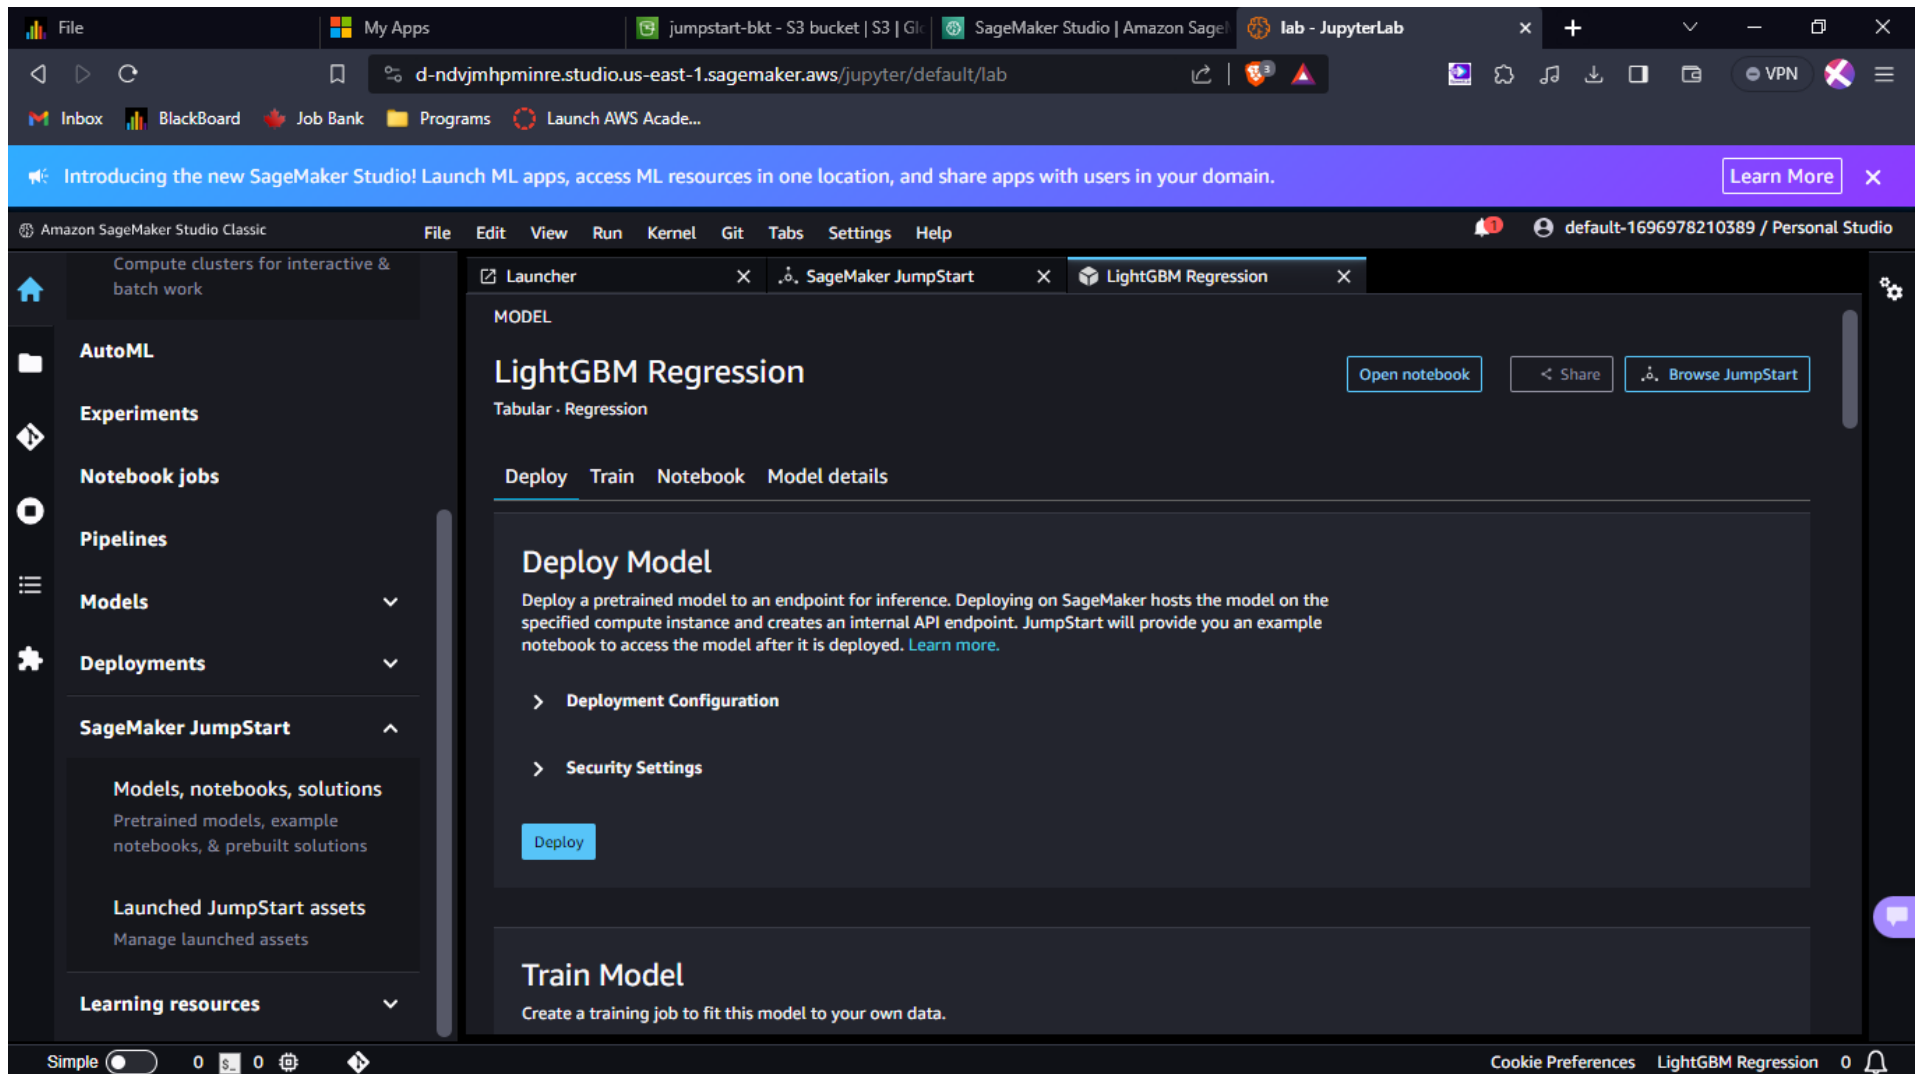 File
My Apps
jumpstart-bkt - S3 bucket | S3 | Glo
SageMaker Studio | Amazon Sage
lab - JupyterLab
d-ndvjmhpminre.studio.us-east-1.sagemaker.aws/jupyter/default/lab
3
VPN
Inbox
BlackBoard
Job Bank
Programs
Launch AWS Acade...
Introducing the new SageMaker Studio! Launch ML apps, access ML resources in one location, and share apps with users in your domain.
Learn More
Amazon SageMaker Studio Classic
File Edit View Run Kernel Git Tabs Settings Help
1
default-1696978210389 / Personal Studio
Compute clusters for interactive &
batch work
AutoML
Experiments
Notebook jobs
Pipelines
Models
Deployments
SageMaker JumpStart
Models, notebooks, solutions
Pretrained models, example
notebooks, & prebuilt solutions
Launched JumpStart assets
Manage launched assets
Learning resources
Launcher
SageMaker JumpStart
LightGBM Regression
MODEL
LightGBM Regression
Tabular · Regression
Open notebook
Share
Browse JumpStart
Deploy Train Notebook Model details
Deploy Model
Deploy a pretrained model to an endpoint for inference. Deploying on SageMaker hosts the model on the
specified compute instance and creates an internal API endpoint. JumpStart will provide you an example
notebook to access the model after it is deployed. Learn more.
Deployment Configuration
Security Settings
Deploy
Train Model
Create a training job to fit this model to your own data.
Simple
0
$_
0
Cookie Preferences
LightGBM Regression
0